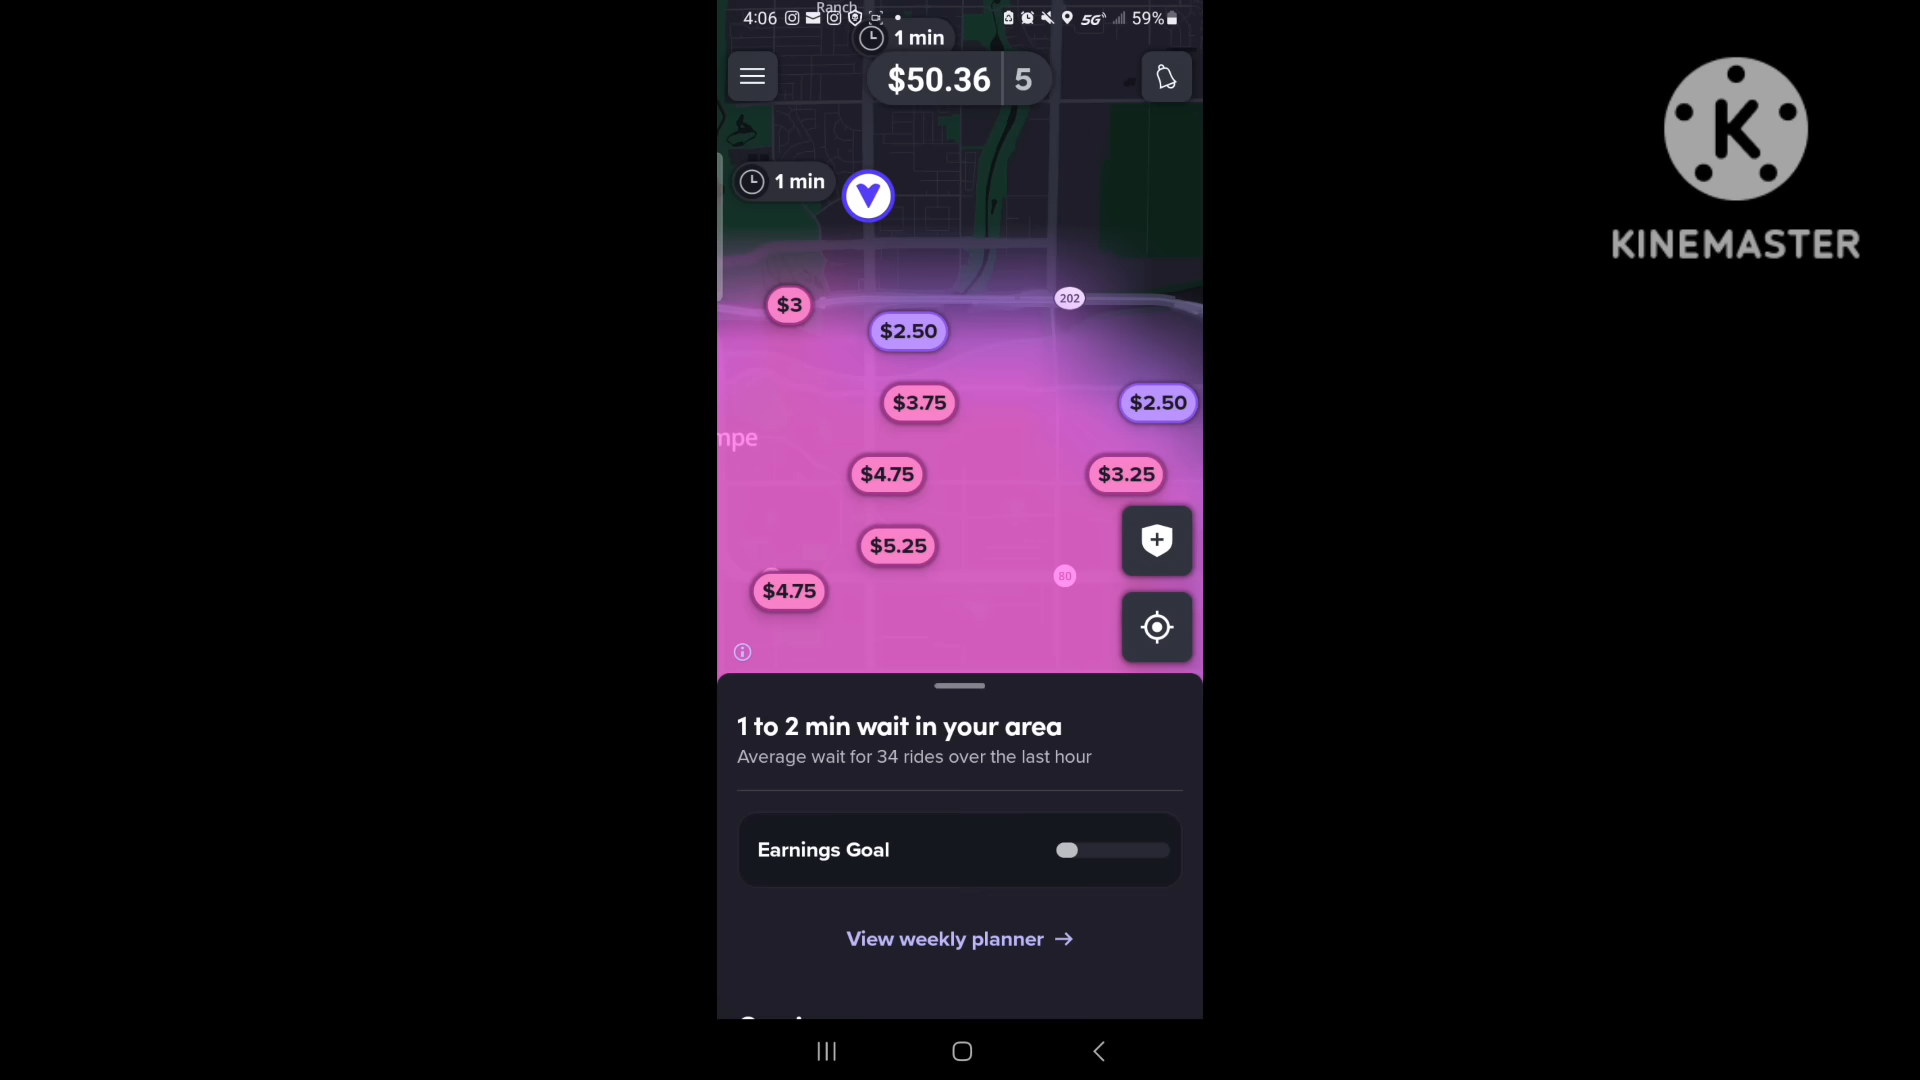 Ranch
4:06
5G 59%
1 min
$50.36 5
1 min
$3
202
$2.50
$3.75
$2.50
mpe
$4.75
$3.25
$5.25
80
$4.75
1 to 2 min wait in your area
Average wait for 34 rides over the last hour
Earnings Goal
View weekly planner →
K
KINEMASTER